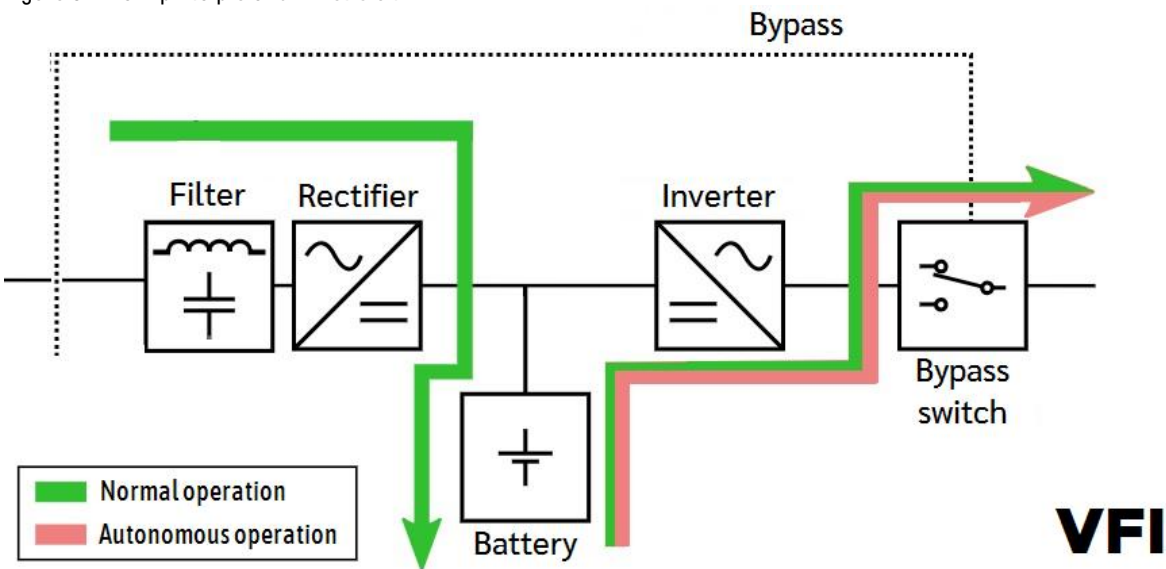 Bypass
Filter
Rectifier
Inverter
Bypass
switch
Normal operation
Autonomous operation
Battery
VFI